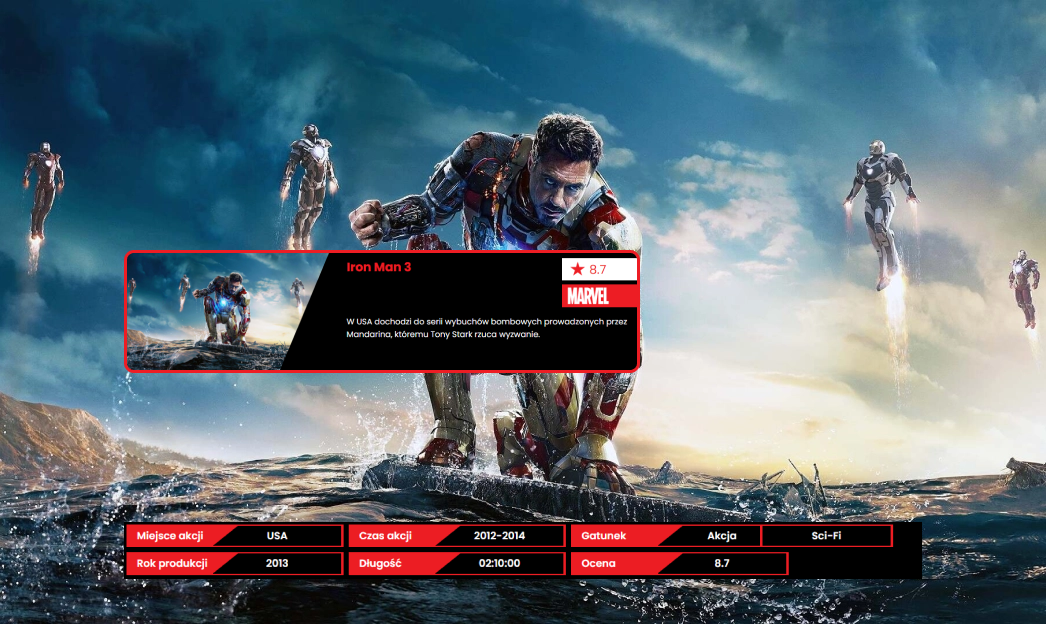 Iron Man 3
★ 8.7
MARVEL
W USA dochodzi do serii wybuchów bombowych prowadzonych przez
Mandarina, któremu Tony Stark rzuca wyzwanie.
Miejsce akcji USA Czas akcji 2012-2014 Gatunek Akcja Sci-Fi
Rok produkcji 2013 Długość 02:10:00 Ocena 8.7